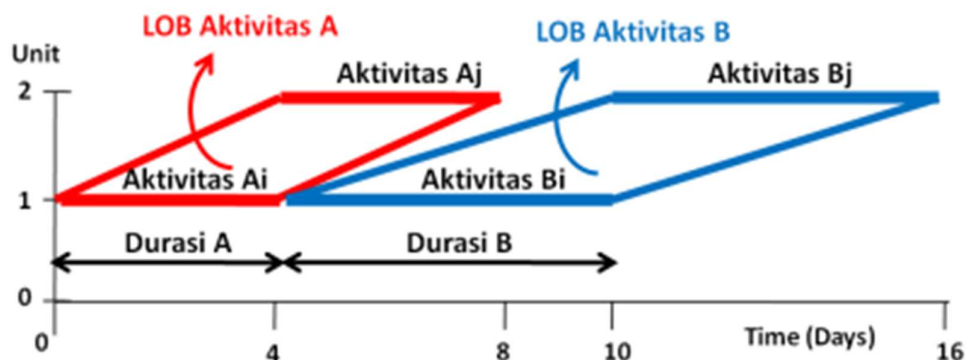 LOB Aktivitas A
LOB Aktivitas B
Unit
Aktivitas Aj
Aktivitas Bj
2
Aktivitas Ai
Aktivitas Bi
1
Durasi A
Durasi B
0
Time (Days)
0
4
8
10
16